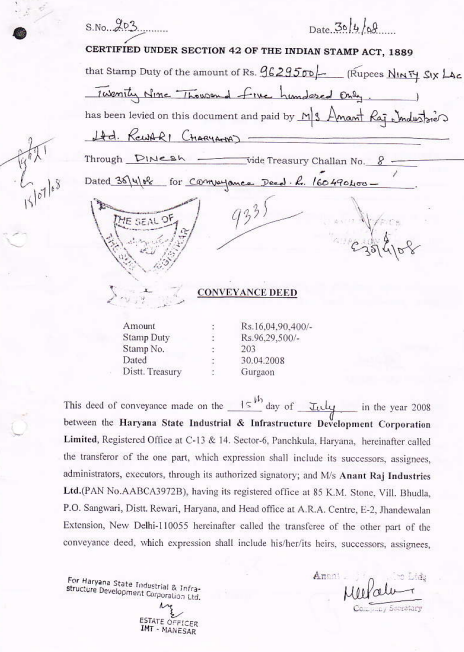 S.No. 203 Date. 30/4/08
CERTIFIED UNDER SECTION 42 OF THE INDIAN STAMP ACT, 1889
that Stamp Duty of the amount of Rs. 9629500/- (Rupees NINTY SIX LAC
Twenty Nine Thousand five hundered Only.)
has been levied on this document and paid by M/S Anant Raj Industries
Ltd. REWARI (HARYANA)
Through DINESH vide Treasury Challan No. 8
Dated 30/4/08 for Conveyance Deed. R. 160490400-
15/07/08
THE SEAL OF
THE SUB REGISTRAR
9335
30/4/08
CONVEYANCE DEED
Amount : Rs.16,04,90,400/-
Stamp Duty : Rs.96,29,500/-
Stamp No. : 203
Dated : 30.04.2008
Distt. Treasury : Gurgaon
This deed of conveyance made on the 15th day of July in the year 2008
between the Haryana State Industrial & Infrastructure Development Corporation
Limited, Registered Office at C-13 & 14. Sector-6, Panchkula, Haryana, hereinafter called
the transferor of the one part, which expression shall include its successors, assignees,
administrators, executors, through its authorized signatory; and M/s Anant Raj Industries
Ltd.(PAN No.AABCA3972B), having its registered office at 85 K.M. Stone, Vill. Bhudla,
P.O. Sangwari, Distt. Rewari, Haryana, and Head office at A.R.A. Centre, E-2, Jhandewalan
Extension, New Delhi-110055 hereinafter called the transferee of the other part of the
conveyance deed, which expression shall include his/her/its heirs, successors, assignees,
For Haryana State Industrial & Infra-
structure Development Corporation Ltd.
ESTATE OFFICER
IMT - MANESAR
Anant Ltd.
Company Secretary